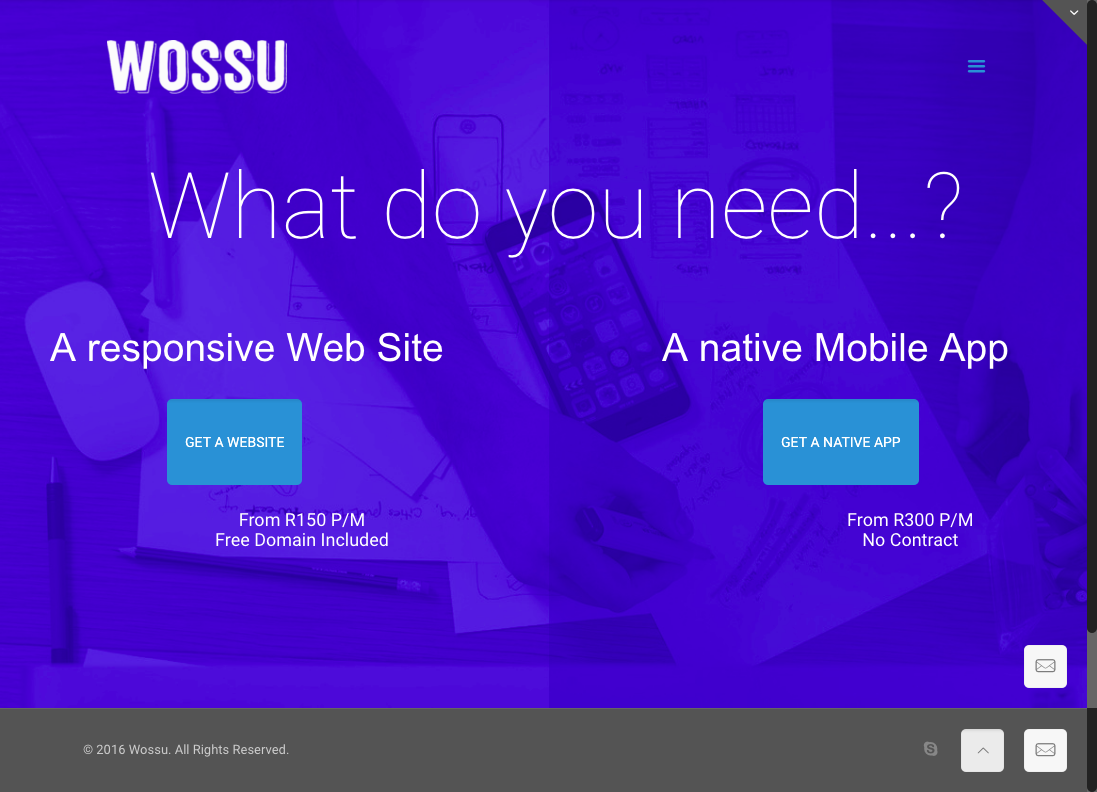 WOSSU
What do you need...?
A responsive Web Site
GET A WEBSITE
From R150 P/M
Free Domain Included
A native Mobile App
GET A NATIVE APP
From R300 P/M
No Contract
© 2016 Wossu. All Rights Reserved.